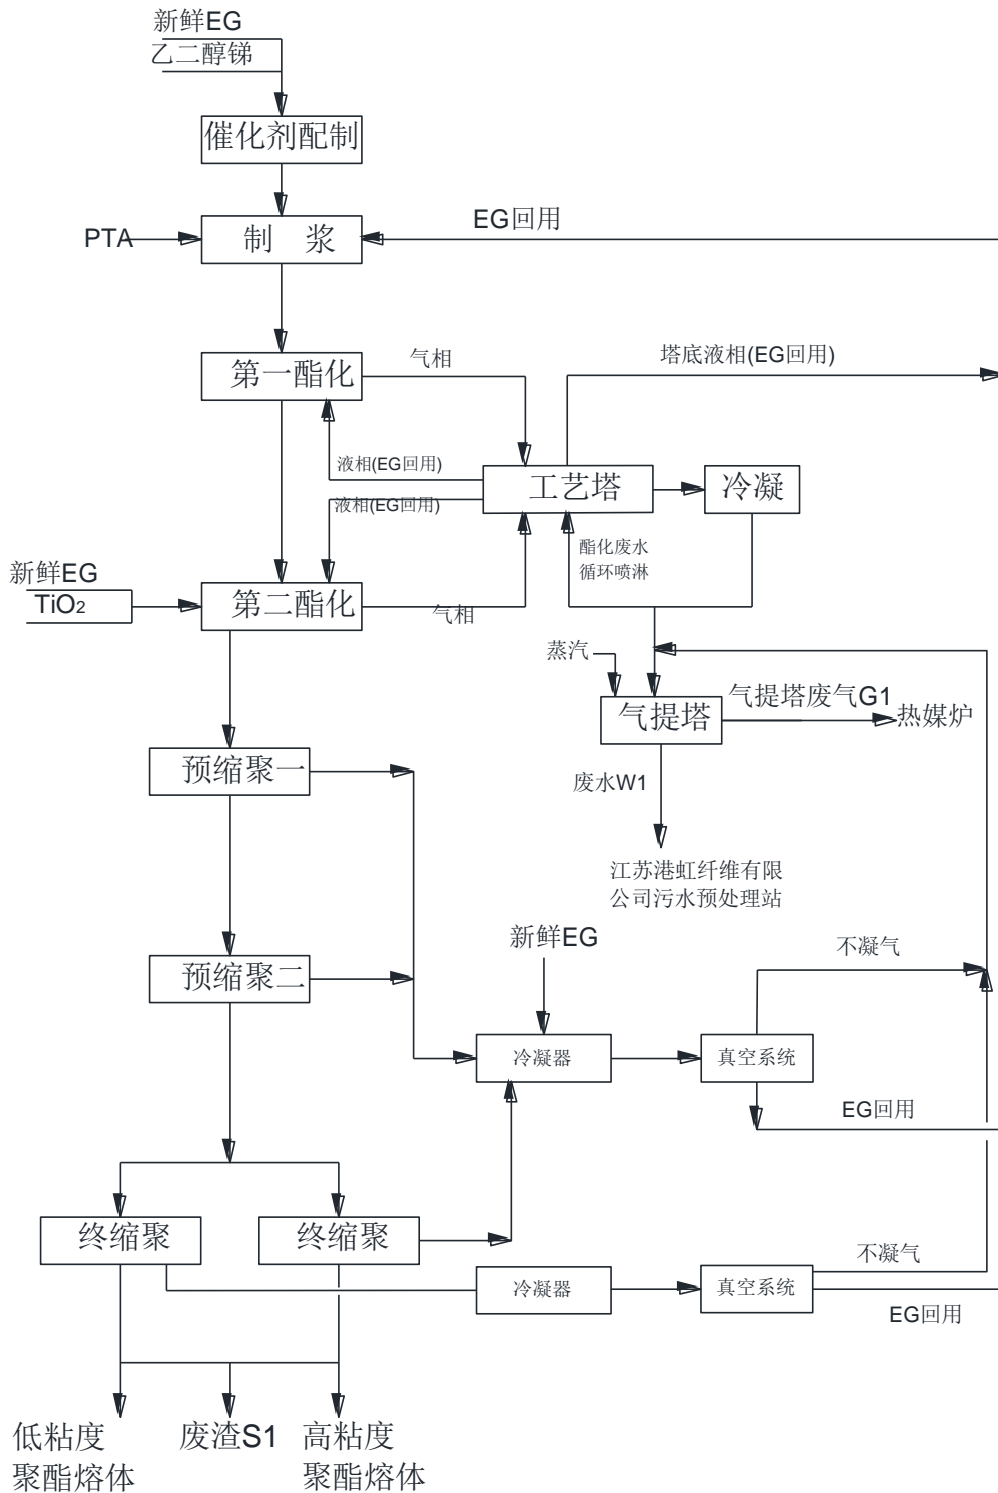 新鲜EG
乙二醇锑
催化剂配制
EG回用
PTA
制 浆
气相
塔底液相(EG回用)
第一酯化
液相(EG回用)
工艺塔
冷凝
液相(EG回用)
酯化废水
循环喷淋
新鲜EG
TiO2
第二酯化
气相
蒸汽
气提塔
气提塔废气G1
热媒炉
预缩聚一
废水W1
江苏港虹纤维有限
公司污水预处理站
新鲜EG
不凝气
预缩聚二
冷凝器
真空系统
EG回用
终缩聚
终缩聚
不凝气
冷凝器
真空系统
EG回用
低粘度
聚酯熔体
废渣S1
高粘度
聚酯熔体